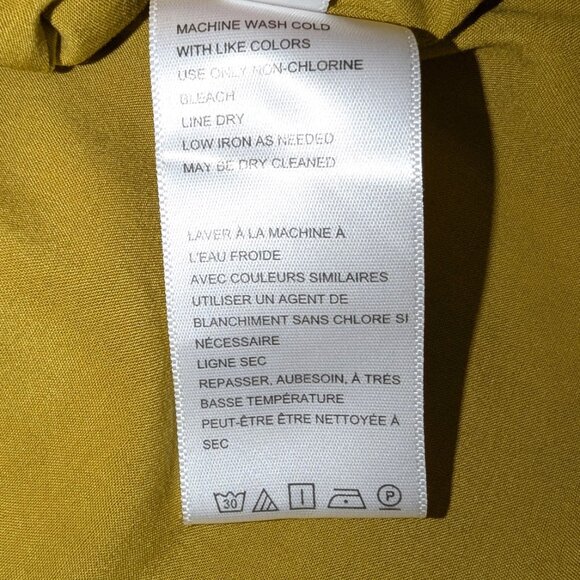 MACHINE WASH COLD
WITH LIKE COLORS
USE ONLY NON-CHLORINE
BLEACH
LINE DRY
LOW IRON AS NEEDED
MAY BE DRY CLEANED
LAVER À LA MACHINE À
L'EAU FROIDE
AVEC COULEURS SIMILAIRES
UTILISER UN AGENT DE
BLANCHIMENT SANS CHLORE SI
NÉCESSAIRE
LIGNE SEC
REPASSER, AUBESOIN, À TRÉS
BASSE TEMPÉRATURE
PEUT-ÊTRE ÊTRE NETTOYÉE À
SEC
30 P